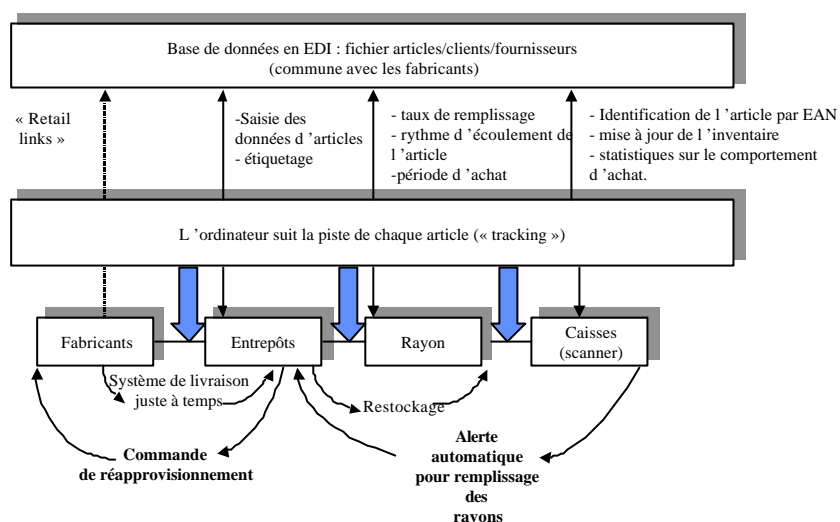 Base de données en EDI : fichier articles/clients/fournisseurs
(commune avec les fabricants)
« Retail
links »
-Saisie des
données d ’articles
- étiquetage
- taux de remplissage
- rythme d ’écoulement de
l ’article
-période d ’achat
- Identification de l ’article par EAN
- mise à jour de l ’inventaire
- statistiques sur le comportement
d ’achat.
L ’ordinateur suit la piste de chaque article (« tracking »)
Fabricants
Entrepôts
Rayon
Caisses
(scanner)
Système de livraison
juste à temps
Restockage
Commande
de réapprovisionnement
Alerte
automatique
pour remplissage
des
rayons